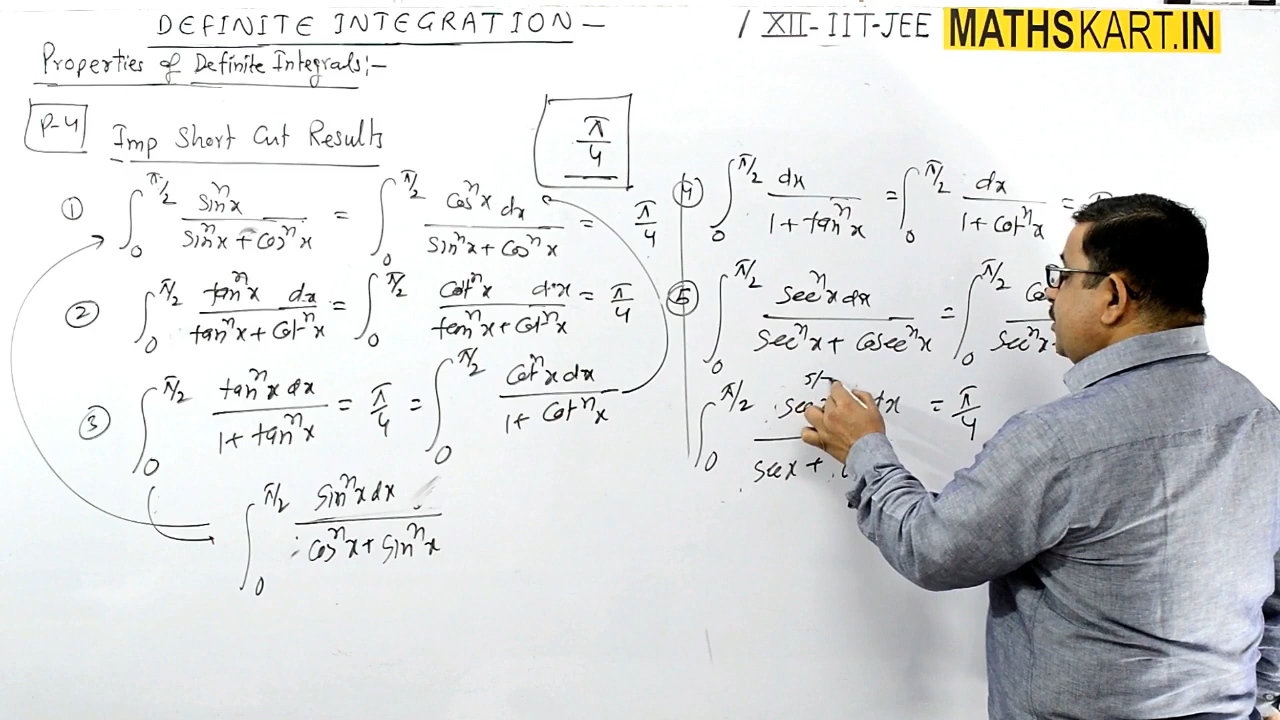 DEFINITE INTEGRATION —
/ XII - IIT-JEE MATHSKART.IN
Properties of Definite Integrals:-
P-4 Imp Short Cut Results
π/4
① ∫₀^{π/2} sinⁿx / (sinⁿx + cosⁿx) = ∫₀^{π/2} cosⁿx dx / (sinⁿx + cosⁿx) = π/4
② ∫₀^{π/2} tanⁿx dx / (tanⁿx + cotⁿx) = ∫₀^{π/2} cotⁿx dx / (tanⁿx + cotⁿx) = π/4
③ ∫₀^{π/2} tanⁿx dx / (1 + tanⁿx) = π/4 = ∫₀^{π/2} cotⁿx dx / (1 + cotⁿx)
∫₀^{π/2} sinⁿx dx / (cosⁿx + sinⁿx)
④ ∫₀^{π/2} dx / (1 + tanⁿx) = ∫₀^{π/2} dx / (1 + cotⁿx) =
⑤ ∫₀^{π/2} secⁿx dx / (secⁿx + cosecⁿx) = ∫₀^{π/2} / secⁿx
∫₀^{π/2} dx / (secx + = π/4